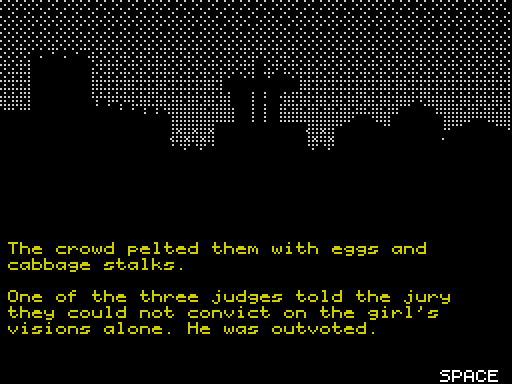 The crowd pelted them with eggs and
cabbage stalks.
One of the three judges told the jury
they could not convict on the girl's
visions alone. He was outvoted.
SPACE